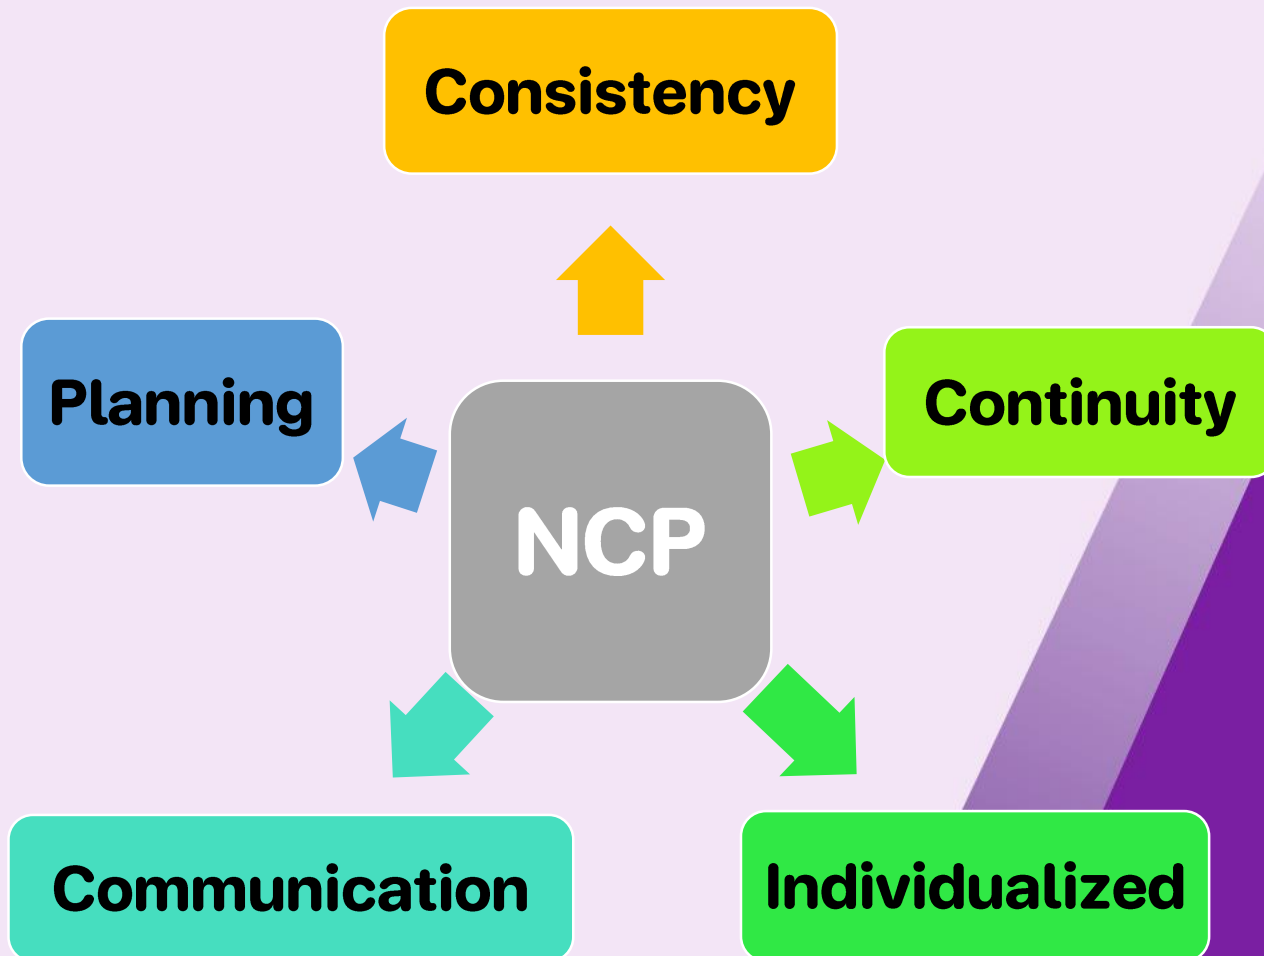 Consistency
Planning
Continuity
NCP
Communication
Individualized